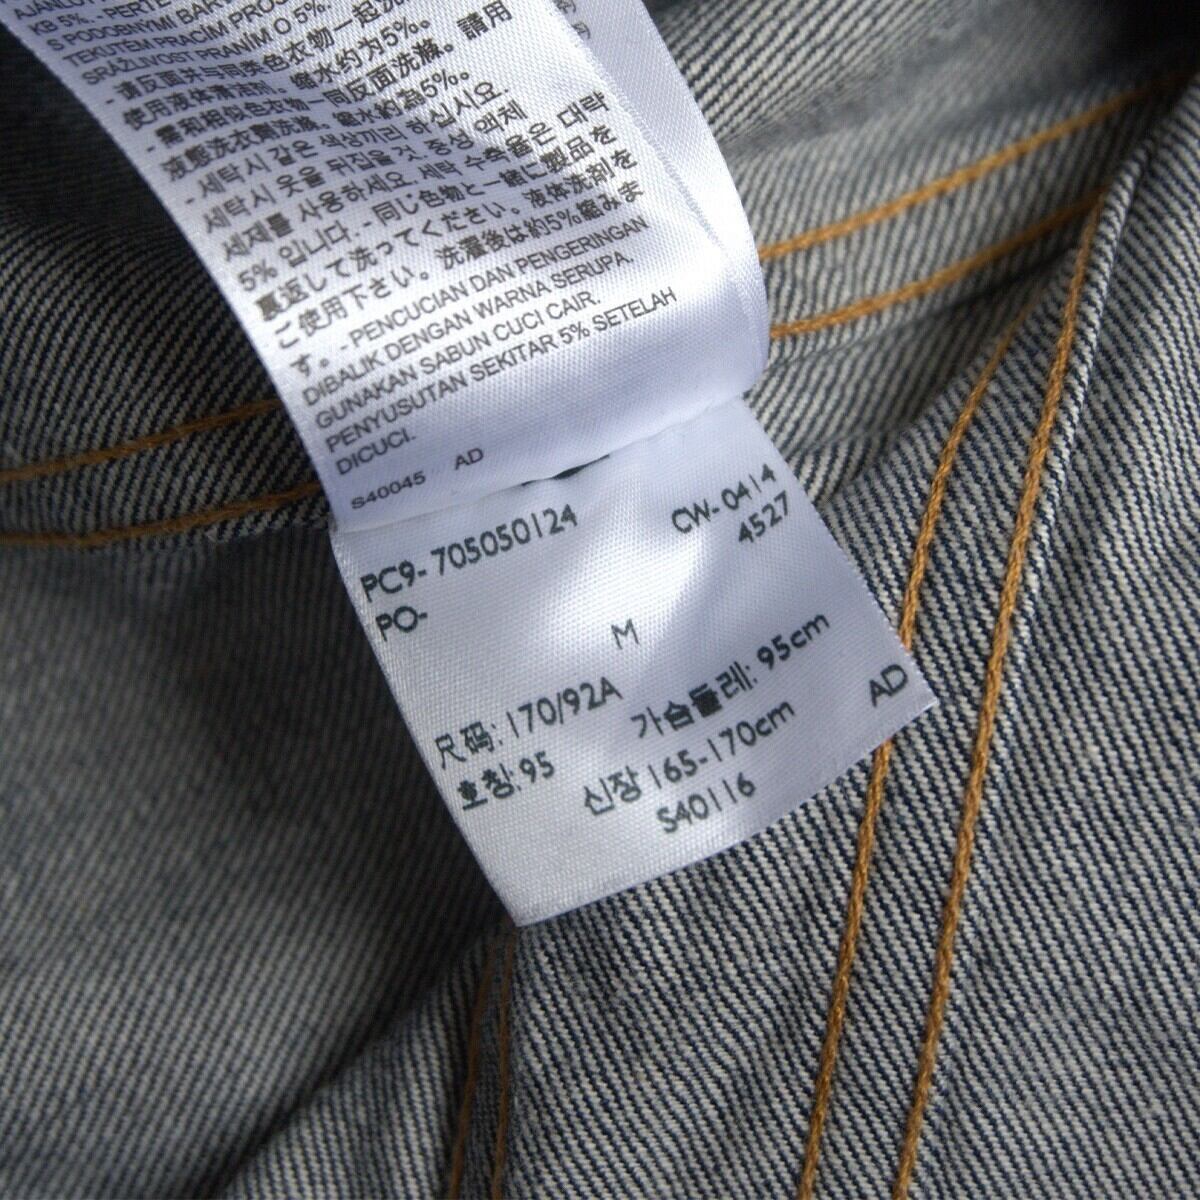 KB 5%. - PERTE
S PODOBNÝMI BAR
TEKUTÉM PRACÍM PROS
SRÁŽLIVOST PRANÍM O 5%.
- 请反面并与同类色衣物一起洗
使用液体清洁剂。缩水约为5%。
- 需和相似色衣物一同反面洗滌。請用
液態洗衣劑洗滌。縮水約為5%。
- 세탁시 같은 색상끼리 하십시요.
세탁시 옷을 뒤집을 것. 중성 액체
세제를 사용하세요. 세탁 수축율은 대략
5% 입니다. - 同じ色物と一緒に製品を
裏返して洗ってください。液体洗剤を
ご使用下さい。洗濯後は約5%縮みま
す。- PENCUCIAN DAN PENGERINGAN
DIBALIK DENGAN WARNA SERUPA.
GUNAKAN SABUN CUCI CAIR.
PENYUSUTAN SEKITAR 5% SETELAH
DICUCI.
S40045 AD
PC9- 705050124 CW-0414
PO- 4527
M
尺码: 170/92A 가슴둘레: 95cm
호칭: 95 신장 165-170cm AD
S40116